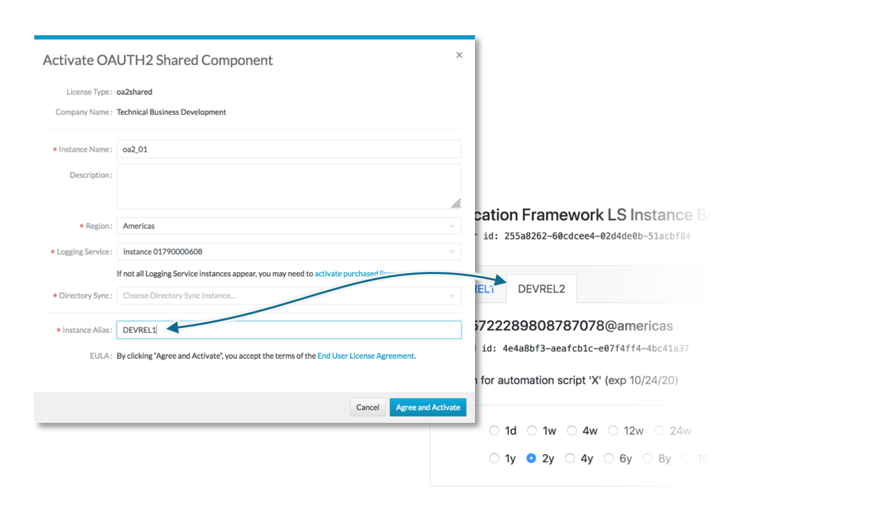 Activate OAUTH2 Shared Component ×
License Type: oa2shared
Company Name: Technical Business Development
* Instance Name: oa2_01
Description:
* Region: Americas
* Logging Service: Instance 01790000608
If not all Logging Service instances appear, you may need to activate purchased
* Directory Sync: Choose Directory Sync Instance...
* Instance Alias: DEVREL1
EULA: By clicking "Agree and Activate", you accept the terms of the End User License Agreement.
Cancel Agree and Activate
cation Framework LS Instance B
id: 255a8262-60cdcee4-02d4de0b-51acbf84
REL1 DEVREL2
5722289808787078@americas
id: 4e4a8bf3-aeafcb1c-e07f4ff4-4bc41a37
for automation script 'X' (exp 10/24/20)
1d 1w 4w 12w 24w
1y 2y 4y 6y 8y 10